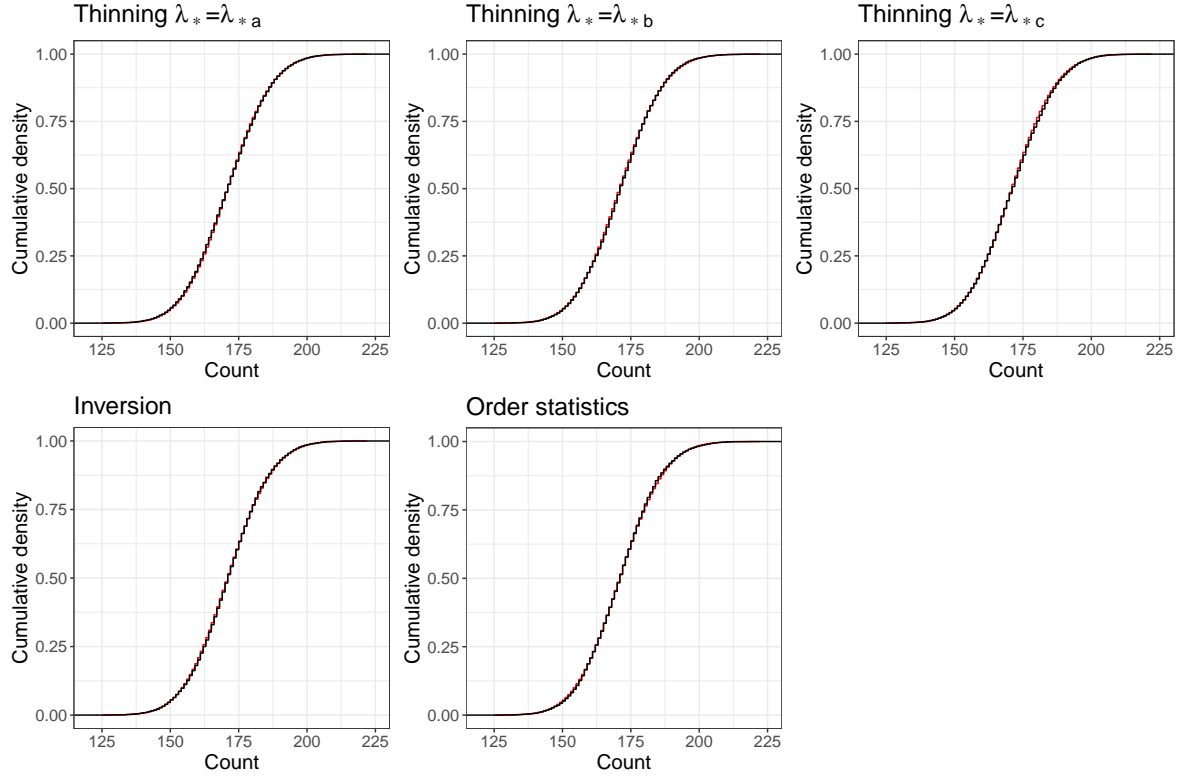 Thinning λ*=λ*a
1.00
0.75
0.50
0.25
0.00
125 150 175 200 225
Count
Cumulative density
Thinning λ*=λ*b
1.00
0.75
0.50
0.25
0.00
125 150 175 200 225
Count
Cumulative density
Thinning λ*=λ*c
1.00
0.75
0.50
0.25
0.00
125 150 175 200 225
Count
Cumulative density
Inversion
1.00
0.75
0.50
0.25
0.00
125 150 175 200 225
Count
Cumulative density
Order statistics
1.00
0.75
0.50
0.25
0.00
125 150 175 200 225
Count
Cumulative density